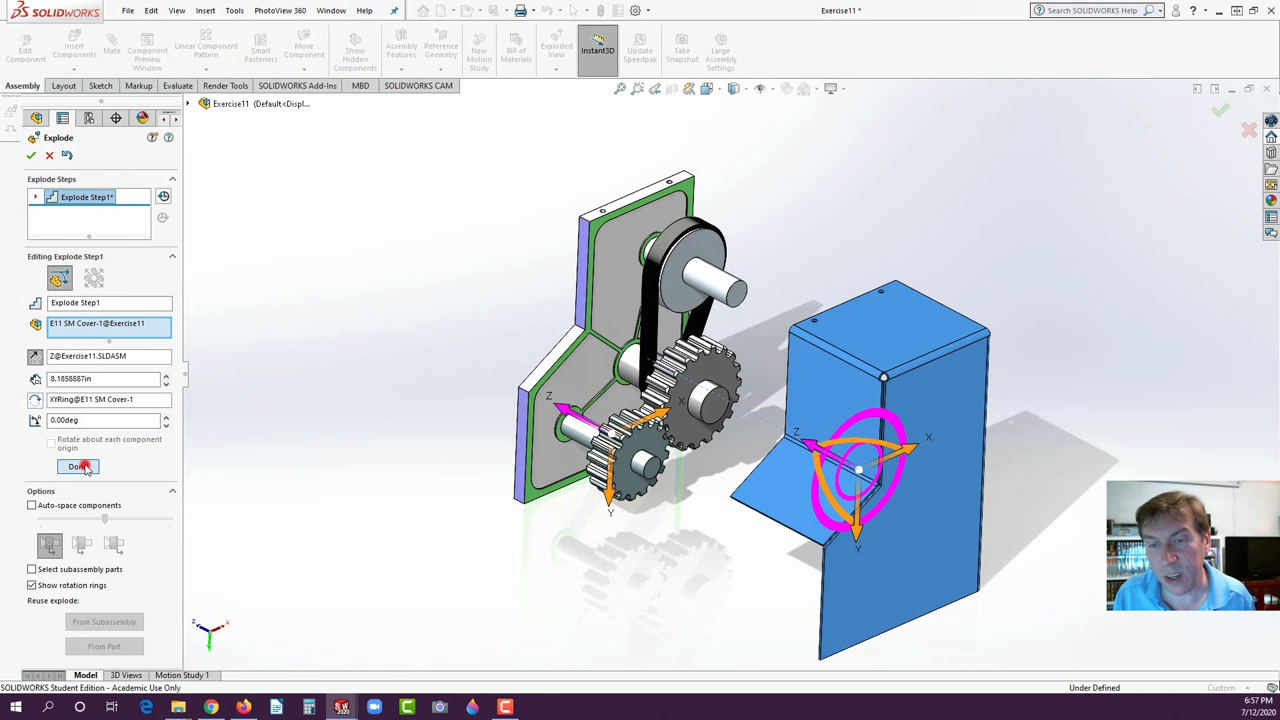 SOLIDWORKS File Edit View Insert Tools PhotoView 360 Window Help Exercise11 * Search SOLIDWORKS Help
Edit Component
Insert Components
Mate
Component Preview Window
Linear Component Pattern
Smart Fasteners
Move Component
Show Hidden Components
Assembly Features
Reference Geometry
New Motion Study
Bill of Materials
Exploded View
Instant3D
Update Speedpak
Take Snapshot
Large Assembly Settings
Assembly Layout Sketch Markup Evaluate Render Tools SOLIDWORKS Add-Ins MBD SOLIDWORKS CAM
Exercise11 (Default<Displ...
Explode
Explode Steps
Explode Step1*
Editing Explode Step1
Explode Step1
E11 SM Cover-1@Exercise11
Z@Exercise11.SLDASM
8.1858887in
XYRing@E11 SM Cover-1
0.00deg
Rotate about each component
origin
Options
Auto-space components
Select subassembly parts
Show rotation rings
Reuse explode:
From Subassembly
From Part
Z
X
Y
Z
X
Y
z
x
Model 3D Views Motion Study 1
SOLIDWORKS Student Edition - Academic Use Only Under Defined Custom
6:57 PM
7/12/2020